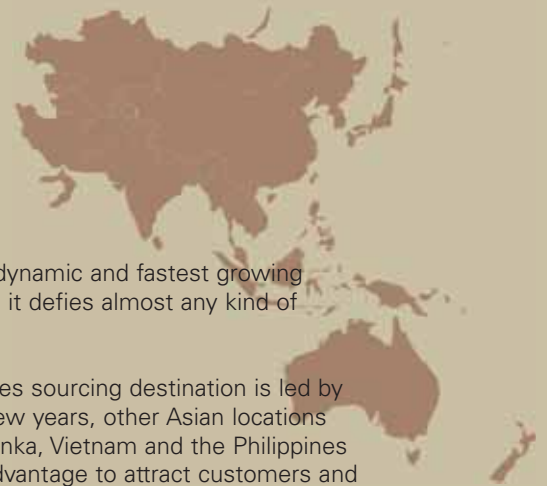 dynamic and fastest growing
it defies almost any kind of
es sourcing destination is led by
ew years, other Asian locations
nka, Vietnam and the Philippines
dvantage to attract customers and